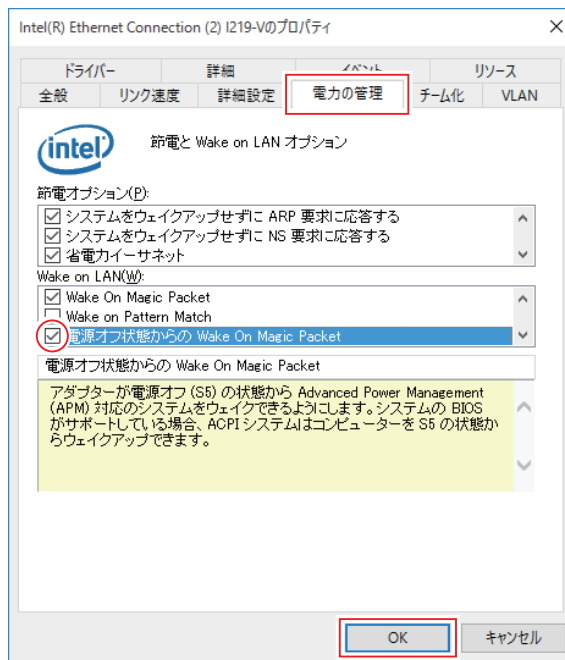 Intel(R) Ethernet Connection (2) I219-Vのプロパティ
ドライバー 詳細 イベント リソース
全般 リンク速度 詳細設定 電力の管理 チーム化 VLAN
intel
節電と Wake on LAN オプション
節電オプション(P):
システムをウェイクアップせずに ARP 要求に応答する
システムをウェイクアップせずに NS 要求に応答する
省電力イーサネット
Wake on LAN(W):
Wake On Magic Packet
Wake on Pattern Match
電源オフ状態からの Wake On Magic Packet
電源オフ状態からの Wake On Magic Packet
アダプターが電源オフ (S5) の状態から Advanced Power Management
(APM) 対応のシステムをウェイクできるようにします。システムの BIOS
がサポートしている場合、ACPI システムはコンピューターを S5 の状態か
らウェイクアップできます。
OK キャンセル